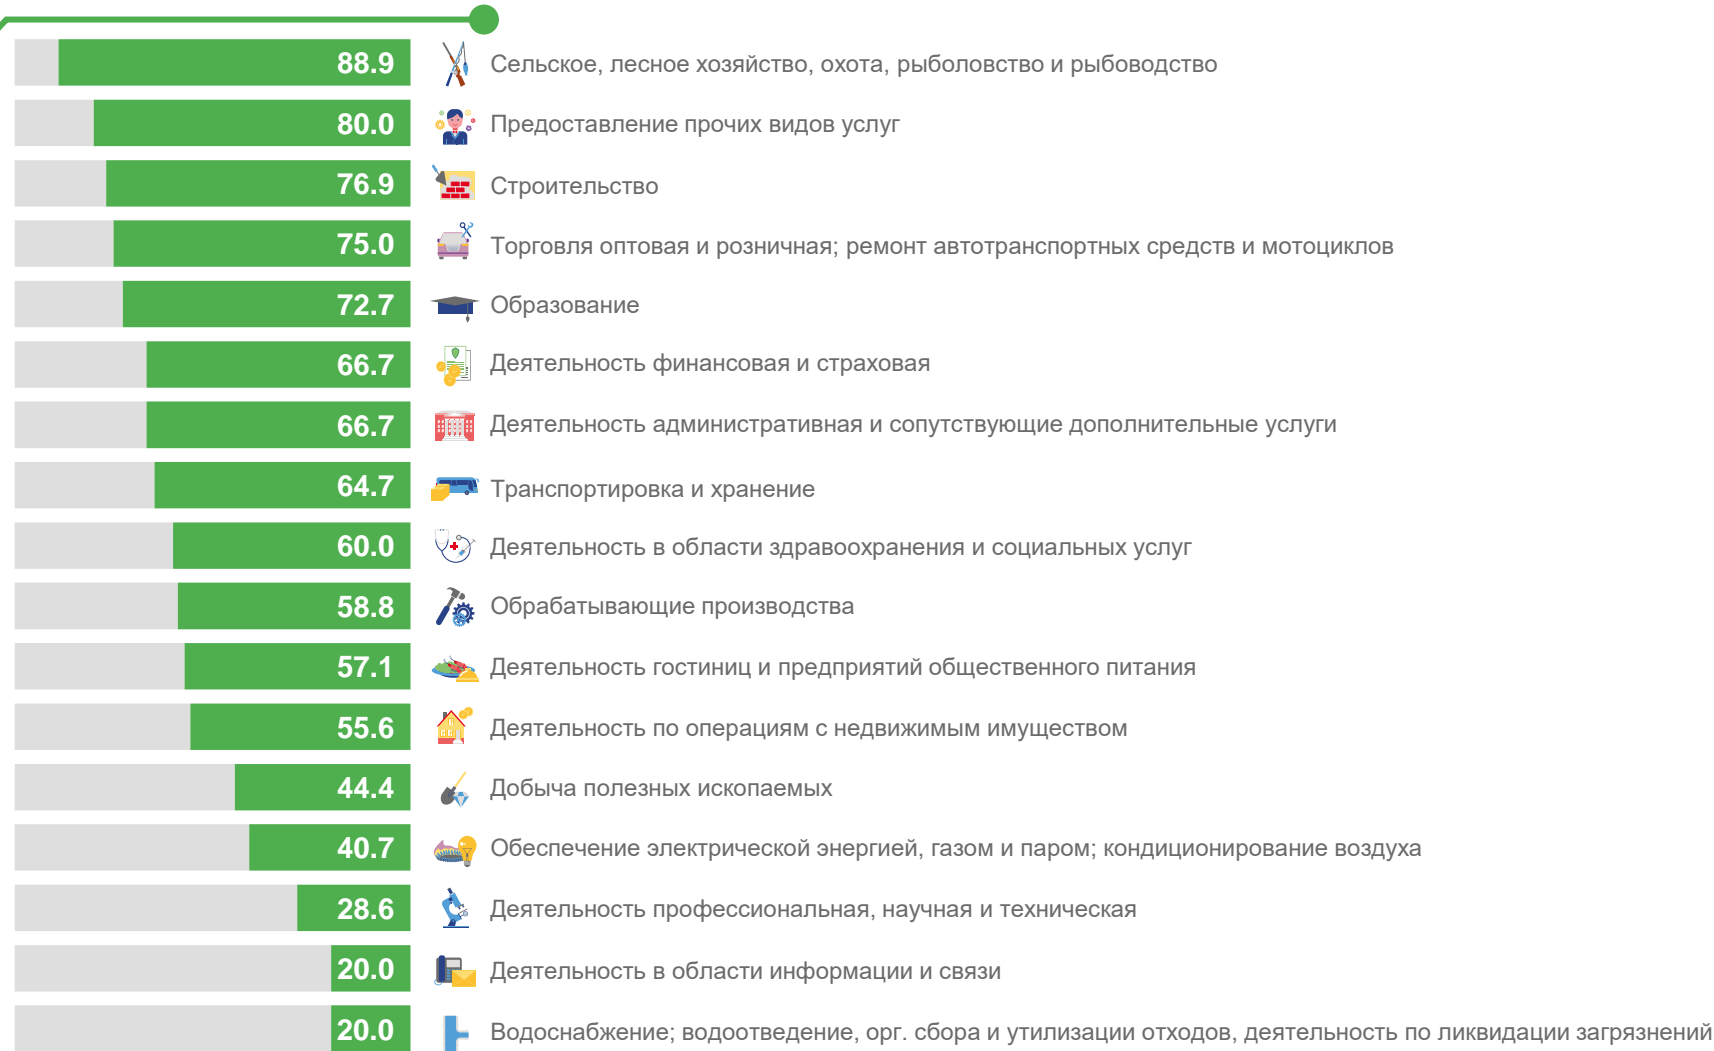 88.9 Сельское, лесное хозяйство, охота, рыболовство и рыбоводство
80.0 Предоставление прочих видов услуг
76.9 Строительство
75.0 Торговля оптовая и розничная; ремонт автотранспортных средств и мотоциклов
72.7 Образование
66.7 Деятельность финансовая и страховая
66.7 Деятельность административная и сопутствующие дополнительные услуги
64.7 Транспортировка и хранение
60.0 Деятельность в области здравоохранения и социальных услуг
58.8 Обрабатывающие производства
57.1 Деятельность гостиниц и предприятий общественного питания
55.6 Деятельность по операциям с недвижимым имуществом
44.4 Добыча полезных ископаемых
40.7 Обеспечение электрической энергией, газом и паром; кондиционирование воздуха
28.6 Деятельность профессиональная, научная и техническая
20.0 Деятельность в области информации и связи
20.0 Водоснабжение; водоотведение, орг. сбора и утилизации отходов, деятельность по ликвидации загрязнений